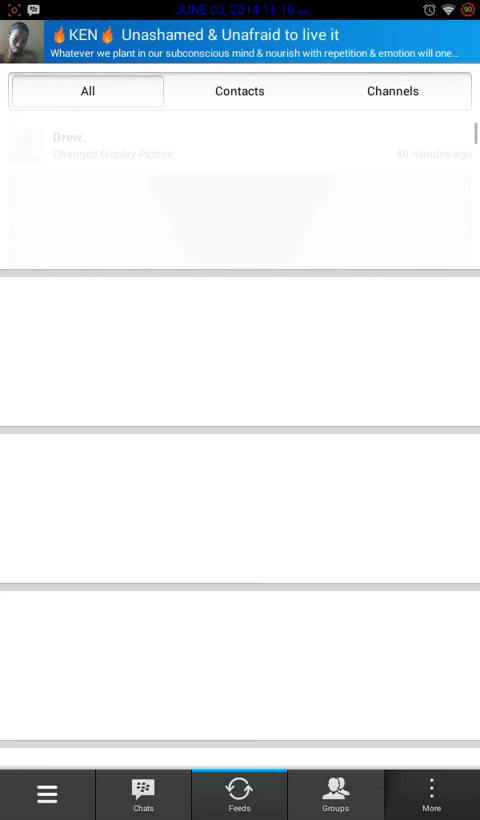 JUNE 03, 2014 11:16
90
🔥KEN🔥 Unashamed & Unafraid to live it
Whatever we plant in our subconscious mind & nourish with repetition & emotion will one...
All Contacts Channels
Drew.
Changed Display Picture 40 minutes ago
Chats Feeds Groups More